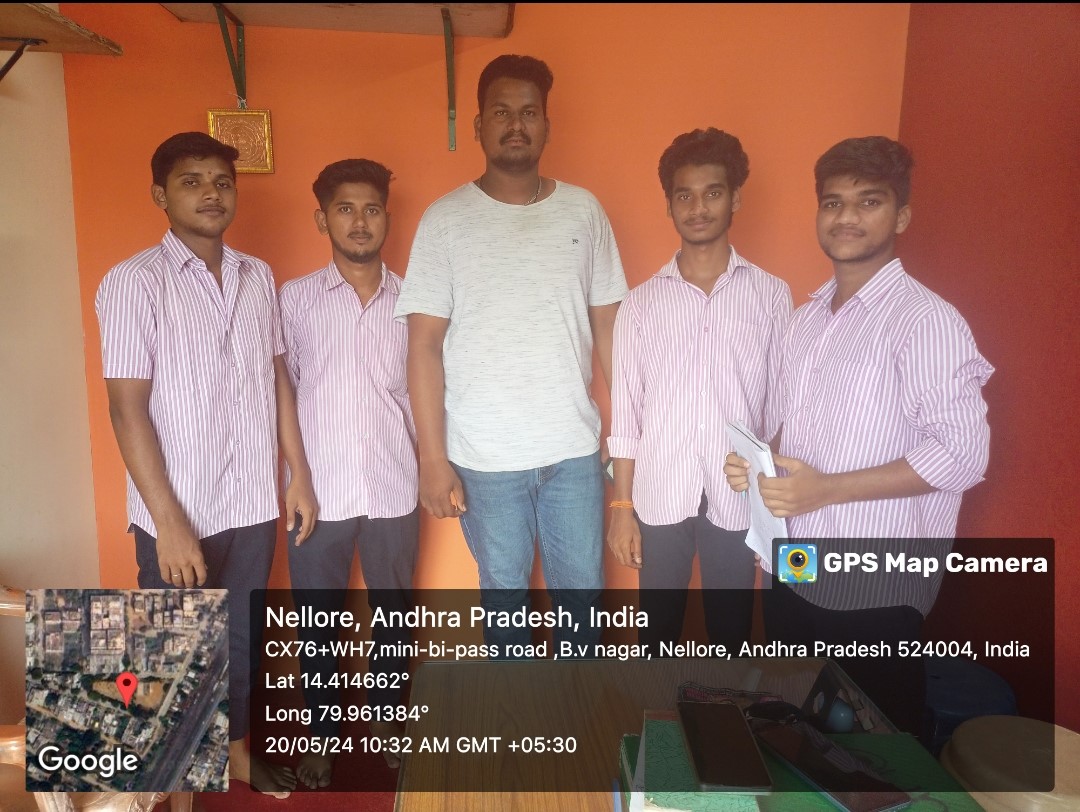 GPS Map Camera
Nellore, Andhra Pradesh, India
CX76+WH7,mini-bi-pass road ,B.v nagar, Nellore, Andhra Pradesh 524004, India
Lat 14.414662°
Long 79.961384°
20/05/24 10:32 AM GMT +05:30
Google